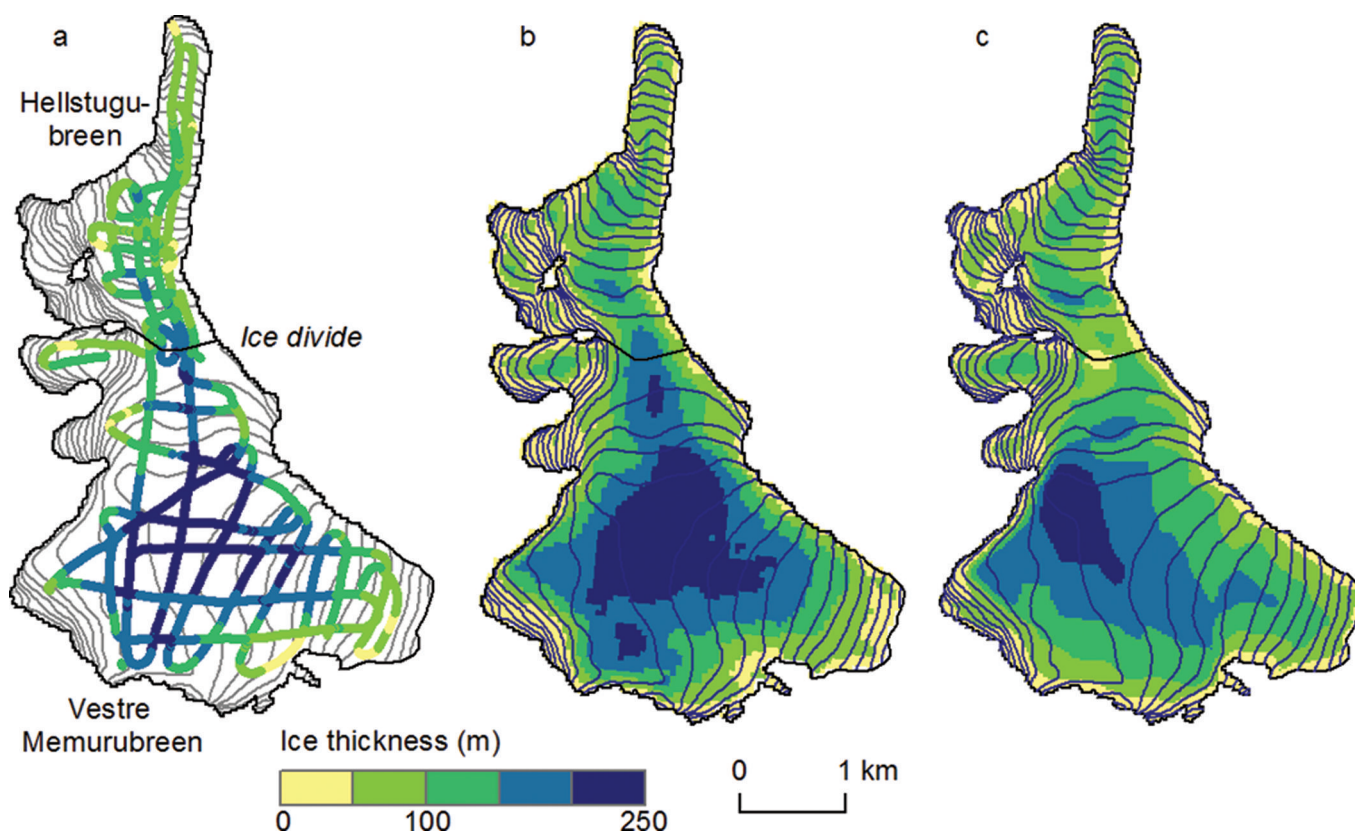 a
b
c
Hellstugu-
breen
Ice divide
Vestre
Memurubreen
Ice thickness (m)
0
100
250
0
1 km